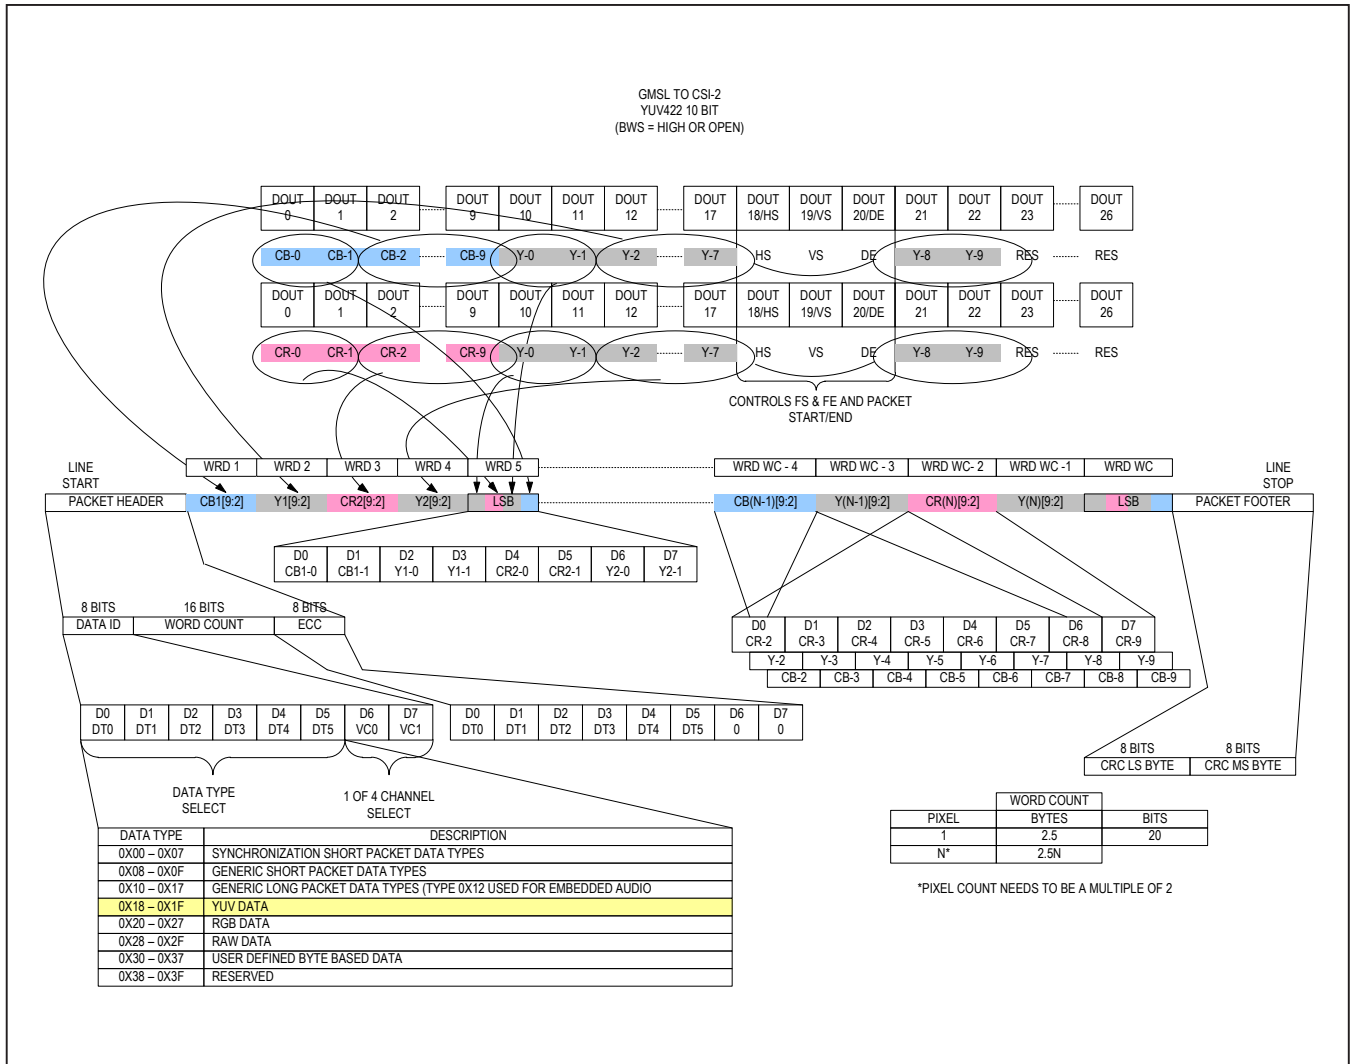 GMSL TO CSI-2
YUV422 10 BIT
(BWS = HIGH OR OPEN)
DOUT DOUT DOUT DOUT DOUT DOUT DOUT DOUT DOUT DOUT DOUT DOUT DOUT DOUT DOUT
0 1 2 9 10 11 12 17 18/HS 19/VS 20/DE 21 22 23 26
CB-0 CB-1 CB-2 CB-9 Y-0 Y-1 Y-2 Y-7 HS VS DE Y-8 Y-9 RES RES
DOUT DOUT DOUT DOUT DOUT DOUT DOUT DOUT DOUT DOUT DOUT DOUT DOUT DOUT DOUT
0 1 2 9 10 11 12 17 18/HS 19/VS 20/DE 21 22 23 26
CR-0 CR-1 CR-2 CR-9 Y-0 Y-1 Y-2 Y-7 HS VS DE Y-8 Y-9 RES RES
CONTROLS FS & FE AND PACKET
START/END
LINE
START
WRD 1 WRD 2 WRD 3 WRD 4 WRD 5 WRD WC - 4 WRD WC - 3 WRD WC- 2 WRD WC -1 WRD WC
LINE
STOP
PACKET HEADER CB1[9:2] Y1[9:2] CR2[9:2] Y2[9:2] LSB CB(N-1)[9:2] Y(N-1)[9:2] CR(N)[9:2] Y(N)[9:2] LSB PACKET FOOTER
D0 D1 D2 D3 D4 D5 D6 D7
CB1-0 CB1-1 Y1-0 Y1-1 CR2-0 CR2-1 Y2-0 Y2-1
8 BITS 16 BITS 8 BITS
DATA ID WORD COUNT ECC
D0 D1 D2 D3 D4 D5 D6 D7
CR-2 CR-3 CR-4 CR-5 CR-6 CR-7 CR-8 CR-9
Y-2 Y-3 Y-4 Y-5 Y-6 Y-7 Y-8 Y-9
CB-2 CB-3 CB-4 CB-5 CB-6 CB-7 CB-8 CB-9
D0 D1 D2 D3 D4 D5 D6 D7
DT0 DT1 DT2 DT3 DT4 DT5 VC0 VC1
D0 D1 D2 D3 D4 D5 D6 D7
DT0 DT1 DT2 DT3 DT4 DT5 0 0
8 BITS 8 BITS
CRC LS BYTE CRC MS BYTE
DATA TYPE
SELECT
1 OF 4 CHANNEL
SELECT
WORD COUNT
PIXEL BYTES BITS
1 2.5 20
N* 2.5N
*PIXEL COUNT NEEDS TO BE A MULTIPLE OF 2
DATA TYPE DESCRIPTION
0X00 – 0X07 SYNCHRONIZATION SHORT PACKET DATA TYPES
0X08 – 0X0F GENERIC SHORT PACKET DATA TYPES
0X10 – 0X17 GENERIC LONG PACKET DATA TYPES (TYPE 0X12 USED FOR EMBEDDED AUDIO
0X18 – 0X1F YUV DATA
0X20 – 0X27 RGB DATA
0X28 – 0X2F RAW DATA
0X30 – 0X37 USER DEFINED BYTE BASED DATA
0X38 – 0X3F RESERVED